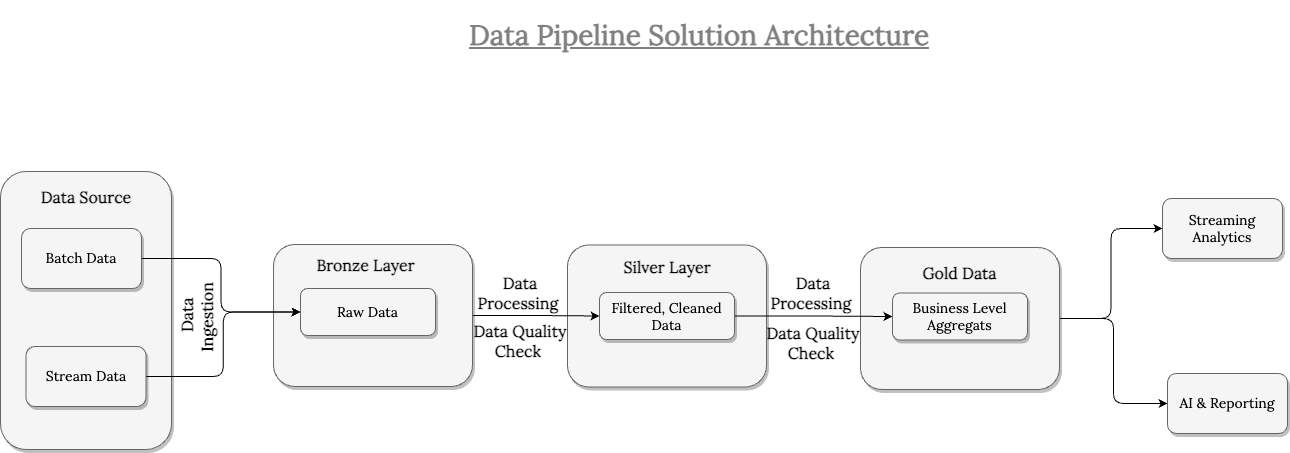 Data Pipeline Solution Architecture
Data Source
Batch Data
Stream Data
Data
Ingestion
Bronze Layer
Raw Data
Data
Processing
Data Quality
Check
Silver Layer
Filtered, Cleaned
Data
Data
Processing
Data Quality
Check
Gold Data
Business Level
Aggregats
Streaming
Analytics
AI & Reporting